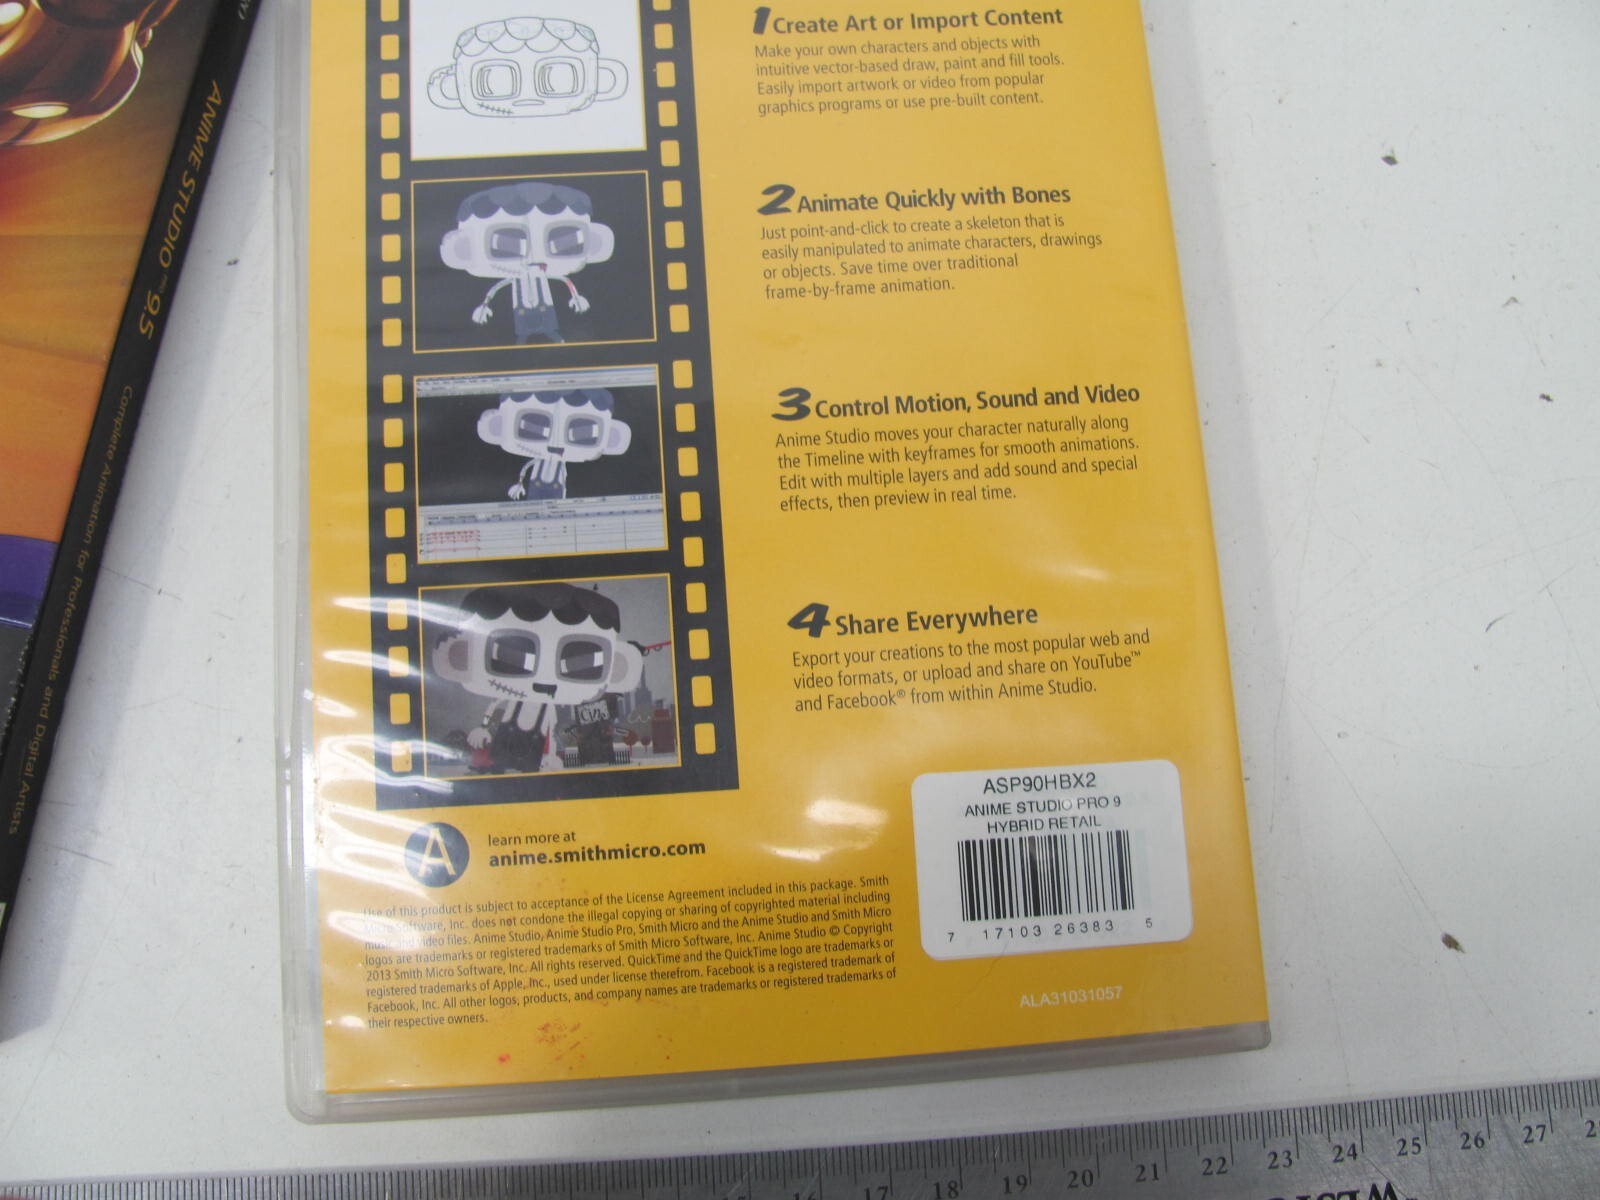 ANIME STUDIO PRO 9.5
Complete Animation for Professionals and Digital Artists
1 Create Art or Import Content
Make your own characters and objects with
intuitive vector-based draw, paint and fill tools.
Easily import artwork or video from popular
graphics programs or use pre-built content.
2 Animate Quickly with Bones
Just point-and-click to create a skeleton that is
easily manipulated to animate characters, drawings
or objects. Save time over traditional
frame-by-frame animation.
3 Control Motion, Sound and Video
Anime Studio moves your character naturally along
the Timeline with keyframes for smooth animations.
Edit with multiple layers and add sound and special
effects, then preview in real time.
4 Share Everywhere
Export your creations to the most popular web and
video formats, or upload and share on YouTube™
and Facebook® from within Anime Studio.
A
learn more at
anime.smithmicro.com
Use of this product is subject to acceptance of the License Agreement included in this package. Smith
Micro Software, Inc. does not condone the illegal copying or sharing of copyrighted material including
music and video files. Anime Studio, Anime Studio Pro, Smith Micro and the Anime Studio and Smith Micro
logos are trademarks or registered trademarks of Smith Micro Software, Inc. Anime Studio © Copyright
2013 Smith Micro Software, Inc. All rights reserved. QuickTime and the QuickTime logo are trademarks or
registered trademarks of Apple, Inc., used under license therefrom. Facebook is a registered trademark of
Facebook, Inc. All other logos, products, and company names are trademarks or registered trademarks of
their respective owners.
ASP90HBX2
ANIME STUDIO PRO 9
HYBRID RETAIL
7 17103 26383 5
ALA31031057
16 17 18 19 20 21 22 23 24 25 26 27